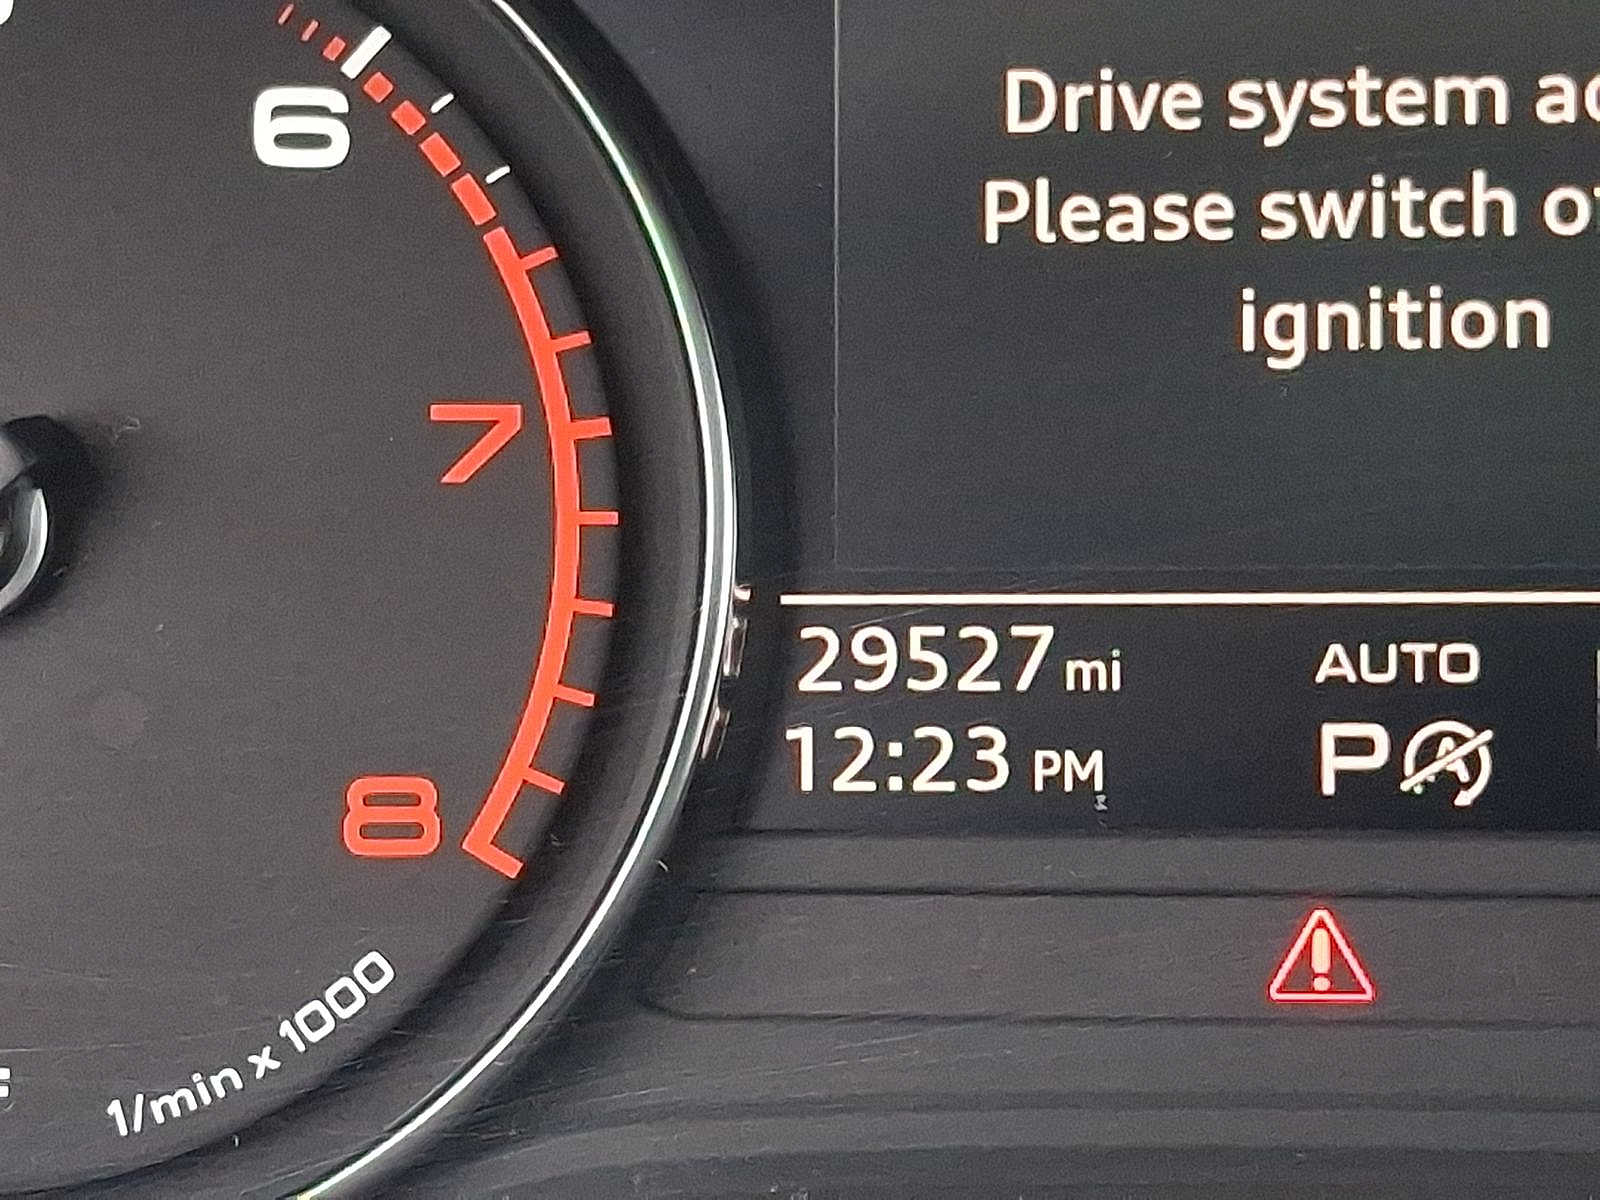 6
7
8
1/min x 1000
Drive system
Please switch
ignition
29527 mi
AUTO
12:23 PM
P A